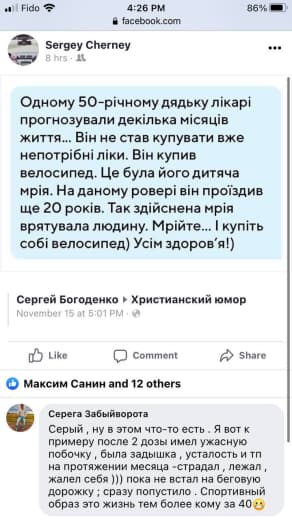 Fido 4:26 PM 86%
facebook.com
Sergey Cherney
8 hrs ·
Одному 50-річному дядьку лікарі
прогнозували декілька місяців
життя... Він не став купувати вже
непотрібні ліки. Він купив
велосипед. Це була його дитяча
мрія. На даному ровері він проїздив
ще 20 років. Так здійснена мрія
врятувала людину. Мрійте... І купіть
собі велосипед) Усім здоров'я!)
Сергей Богоденко ▸ Христианский юмор
November 15 at 5:01 PM ·
Like Comment Share
Максим Санин and 12 others
Серега Забыйворота
Серый , ну в этом что-то есть . Я вот к
примеру после 2 дозы имел ужасную
побочку , была задышка , усталость и тп
на протяжении месяца -страдал , лежал ,
жалел себя ))) пока не встал на беговую
дорожку ; сразу попустило . Спортивный
образ это жизнь тем более кому за 40